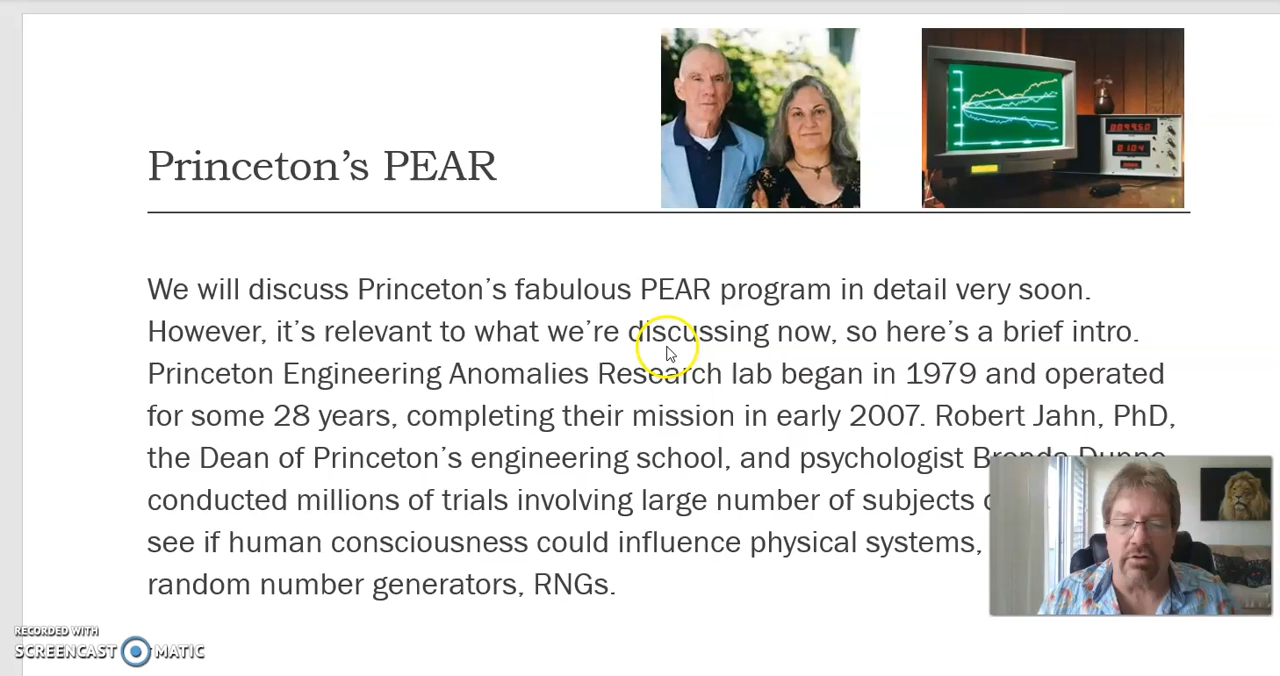 Princeton's PEAR
We will discuss Princeton's fabulous PEAR program in detail very soon.
However, it's relevant to what we're discussing now, so here's a brief intro.
Princeton Engineering Anomalies Research lab began in 1979 and operated
for some 28 years, completing their mission in early 2007. Robert Jahn, PhD,
the Dean of Princeton's engineering school, and psychologist Brenda Dunne
conducted millions of trials involving large number of subjects
see if human consciousness could influence physical systems,
random number generators, RNGs.
RECORDED WITH
SCREENCAST MATIC